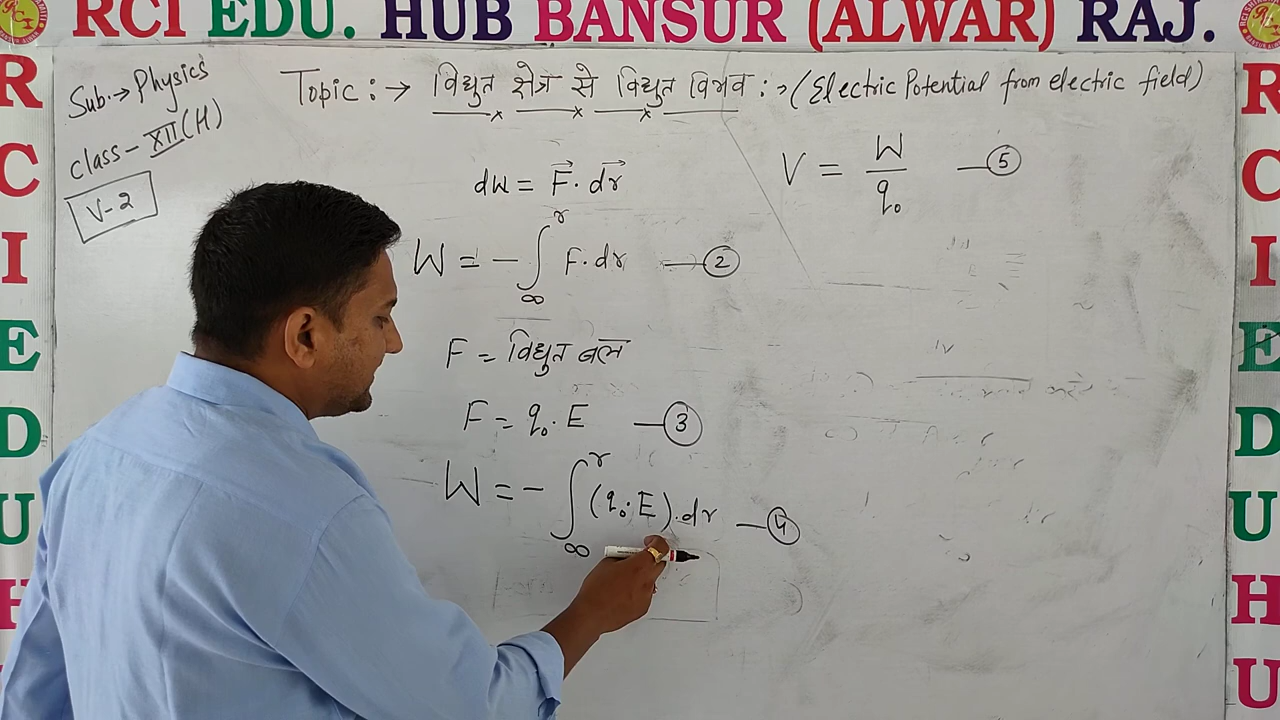 RCI EDU. HUB BANSUR (ALWAR) RAJ.
Sub.→ Physics
class- XII (H)
V-2
Topic:→ विद्युत क्षेत्र से विद्युत विभव :→ (Electric Potential from electric field)
dW = F⃗. dr⃗
W = - ∫∞^r F.dr — 2
F = विद्युत बल
F = q₀. E — 3
W = - ∫∞^r (q₀. E).dr — 4
V = W/q₀ — 5
R
C
I
E
D
U
H
R
C
I
E
D
U
H
U